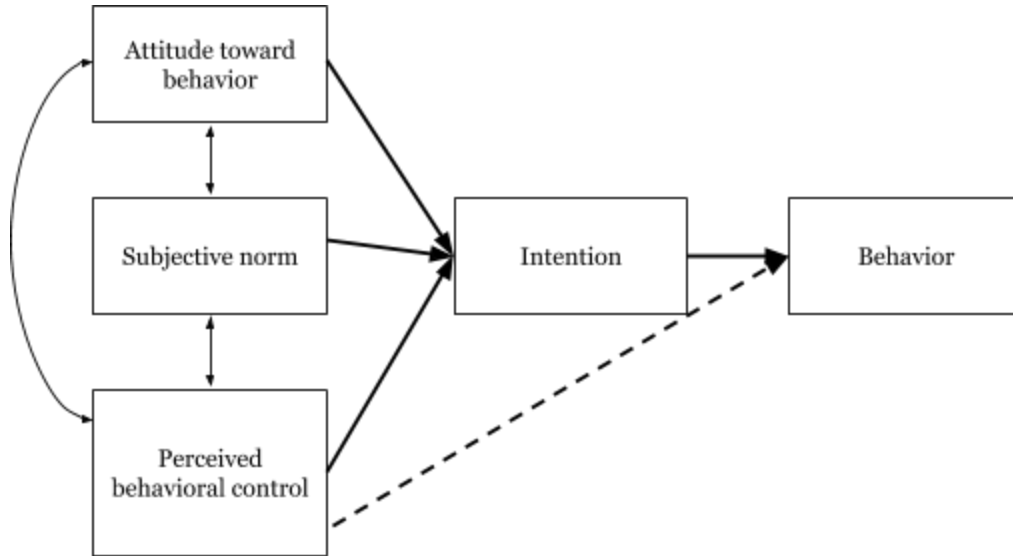 Attitude toward
behavior
Subjective norm
Intention
Behavior
Perceived
behavioral control